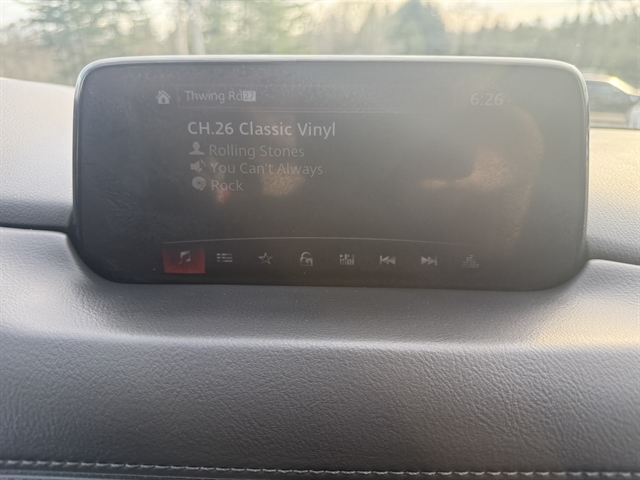 Thwing Rd
6:26
CH.26 Classic Vinyl
Rolling Stones
You Can't Always
Rock